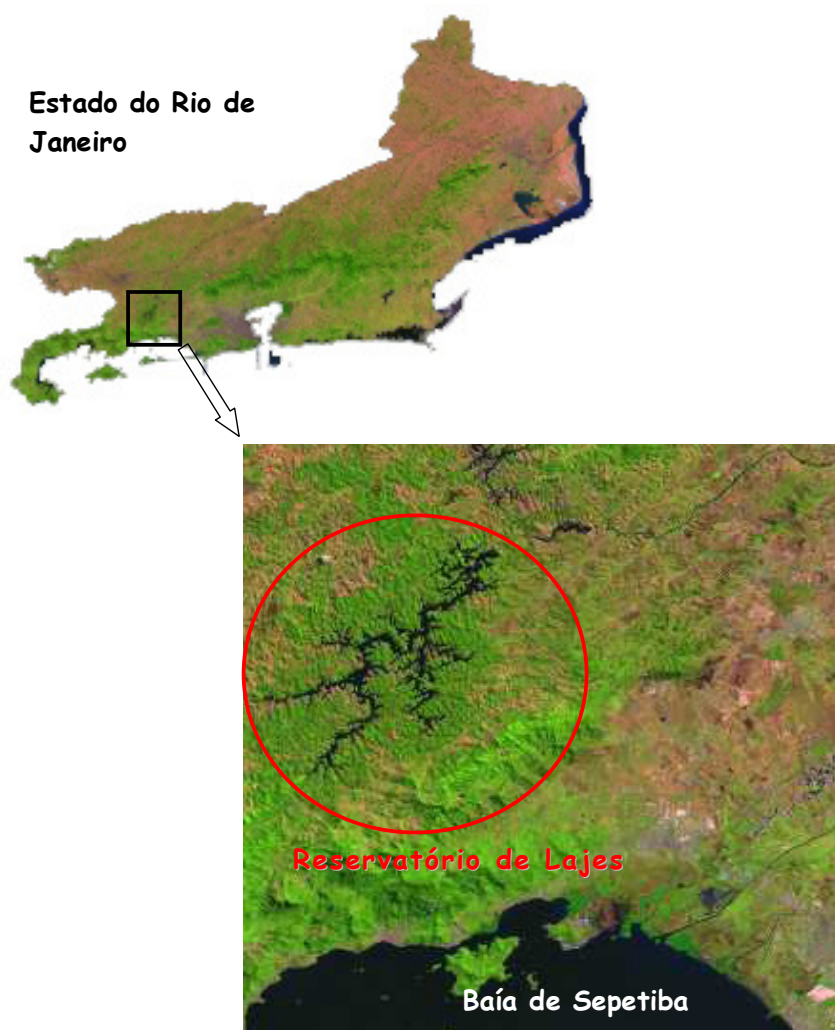 Estado do Rio de
Janeiro
Reservatório de Lajes
Baía de Sepetiba